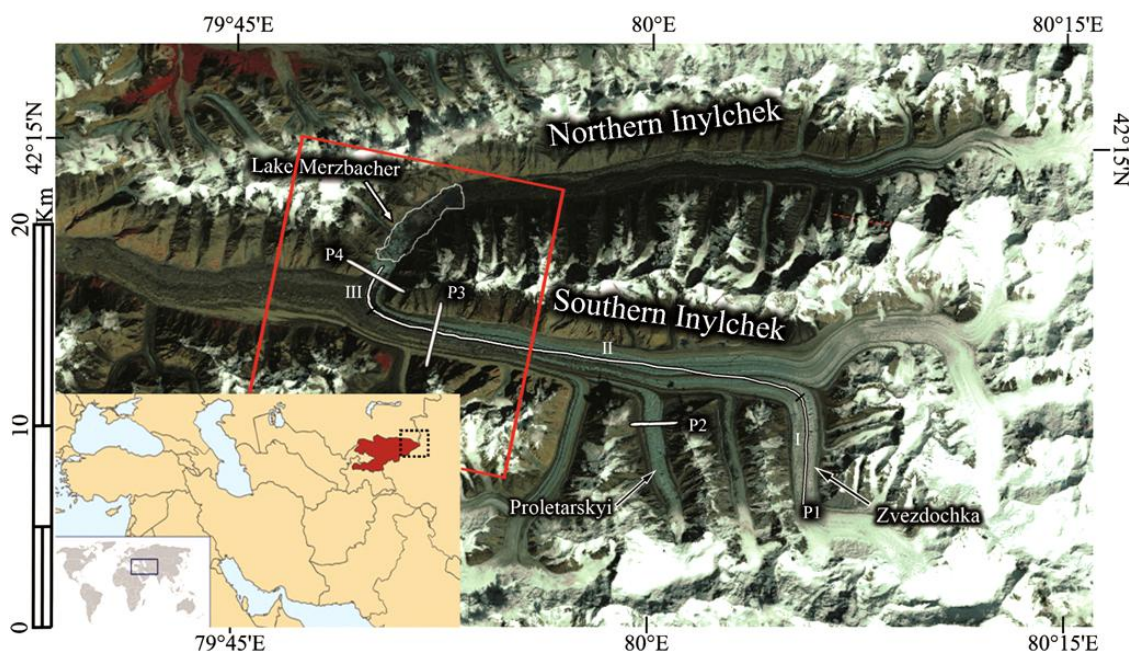 79°45'E
80°E
80°15'E
Northern Inylchek
42°15'N
42°15'N
Lake Merzbacher
20
Km
P4
P3
III
Southern Inylchek
II
10
P2
I
Proletarskyi
P1
Zvezdochka
0
79°45'E
80°E
80°15'E